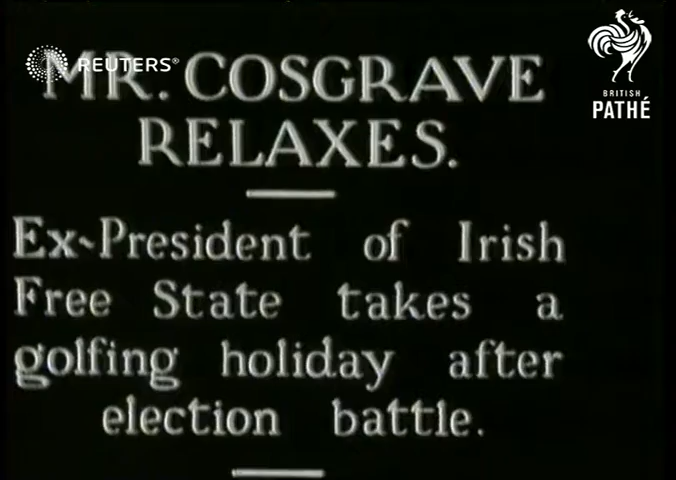 REUTERS
BRITISH
PATHÉ
MR. COSGRAVE
RELAXES.
Ex-President of Irish
Free State takes a
golfing holiday after
election battle.